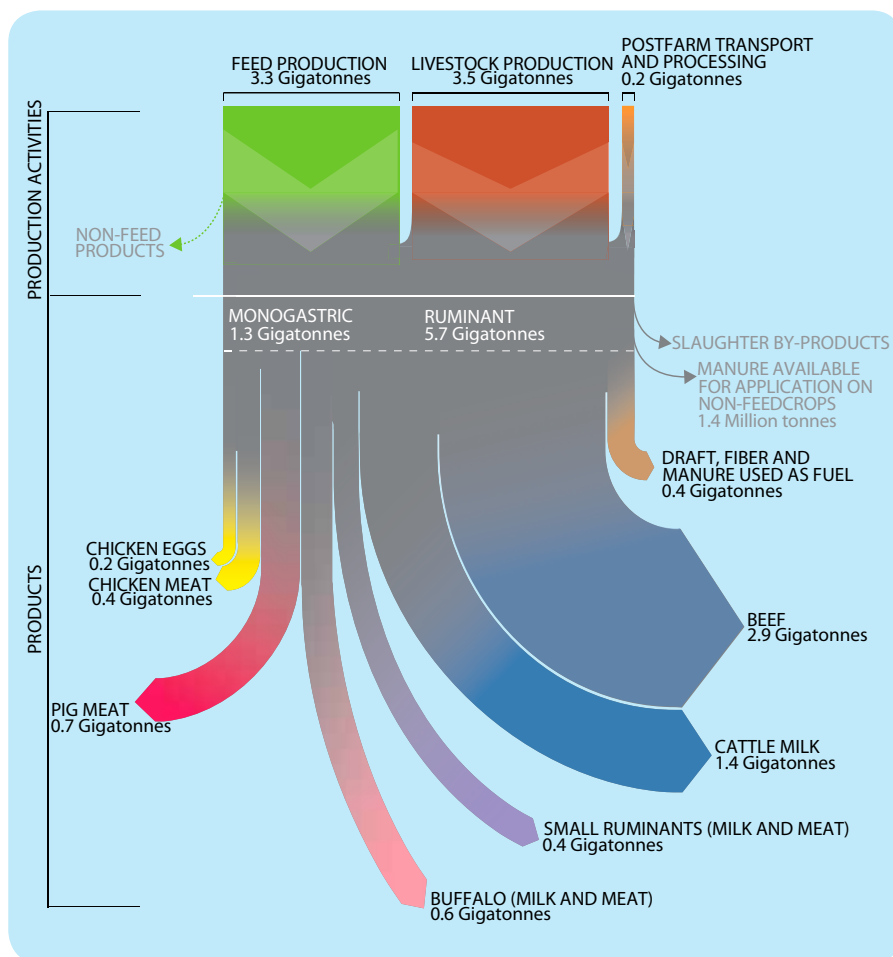 FEED PRODUCTION
3.3 Gigatonnes
LIVESTOCK PRODUCTION
3.5 Gigatonnes
POSTFARM TRANSPORT
AND PROCESSING
0.2 Gigatonnes
PRODUCTION ACTIVITIES
NON-FEED
PRODUCTS
MONOGASTRIC
1.3 Gigatonnes
RUMINANT
5.7 Gigatonnes
SLAUGHTER BY-PRODUCTS
MANURE AVAILABLE
FOR APPLICATION ON
NON-FEEDCROPS
1.4 Million tonnes
DRAFT, FIBER AND
MANURE USED AS FUEL
0.4 Gigatonnes
PRODUCTS
CHICKEN EGGS
0.2 Gigatonnes
CHICKEN MEAT
0.4 Gigatonnes
BEEF
2.9 Gigatonnes
PIG MEAT
0.7 Gigatonnes
CATTLE MILK
1.4 Gigatonnes
SMALL RUMINANTS (MILK AND MEAT)
0.4 Gigatonnes
BUFFALO (MILK AND MEAT)
0.6 Gigatonnes